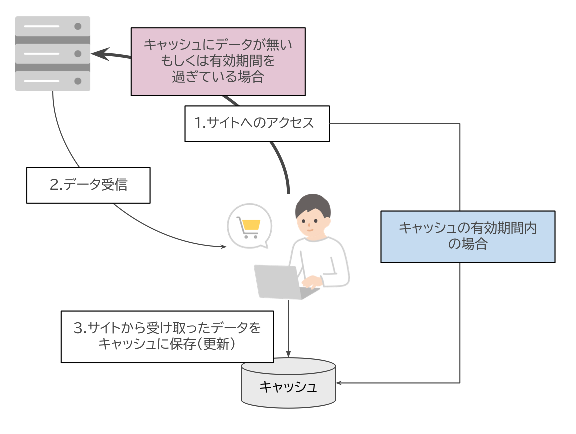 キャッシュにデータが無い
もしくは有効期間を
過ぎている場合
1.サイトへのアクセス
2.データ受信
キャッシュの有効期間内
の場合
3.サイトから受け取ったデータを
キャッシュに保存(更新)
キャッシュ